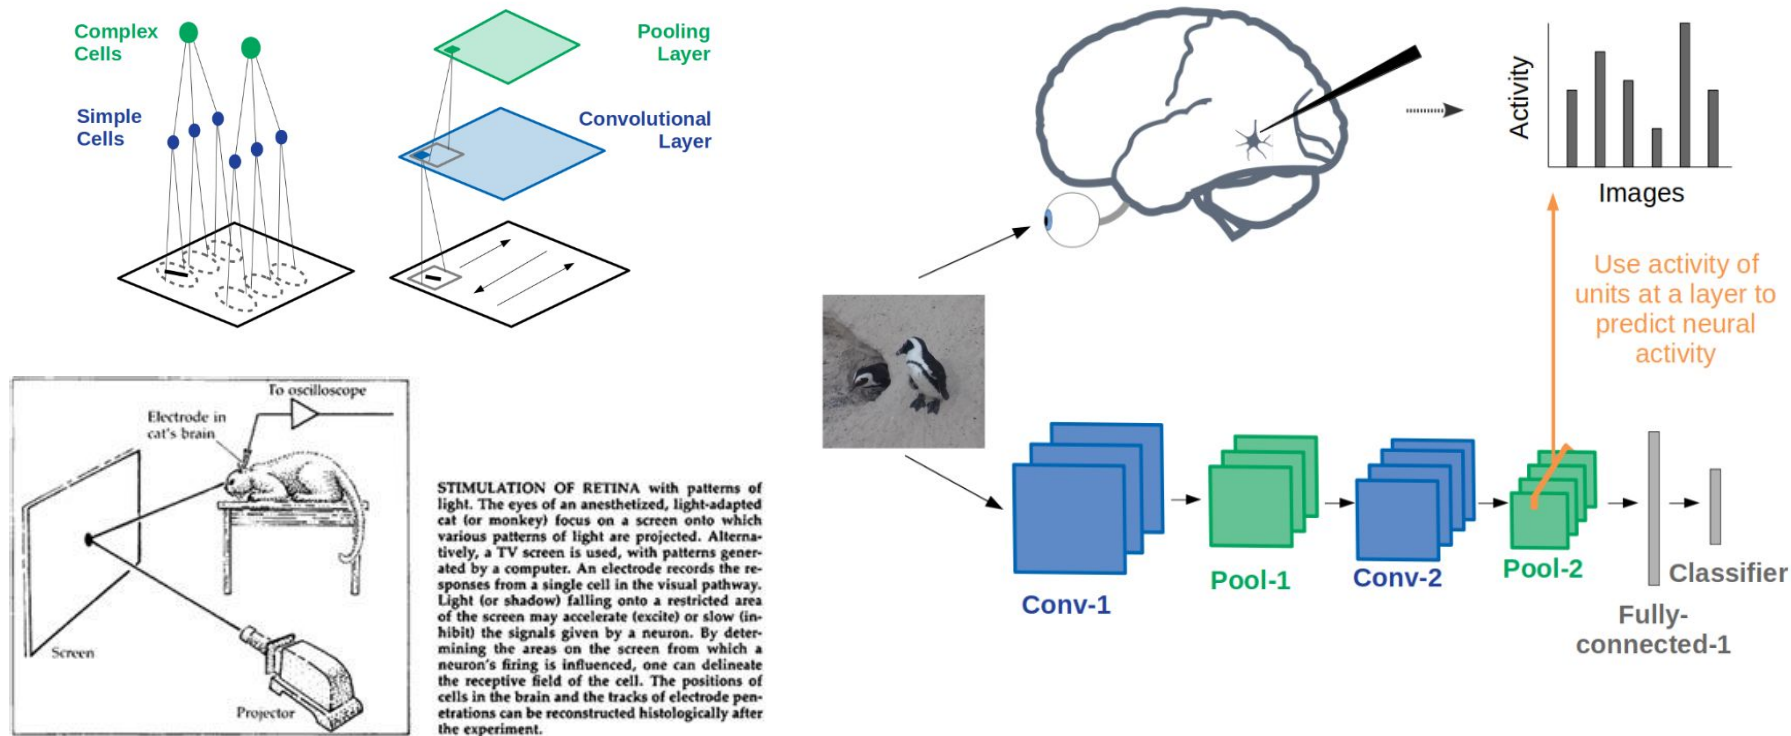 Complex
Cells
Simple
Cells
Pooling
Layer
Convolutional
Layer
To oscilloscope
Electrode in
cat's brain
Screen
Projector
STIMULATION OF RETINA with patterns of
light. The eyes of an anesthetized, light-adapted
cat (or monkey) focus on a screen onto which
various patterns of light are projected. Alterna-
tively, a TV screen is used, with patterns gener-
ated by a computer. An electrode records the re-
sponses from a single cell in the visual pathway.
Light (or shadow) falling onto a restricted area
of the screen may accelerate (excite) or slow (in-
hibit) the signals given by a neuron. By deter-
mining the areas on the screen from which a
neuron's firing is influenced, one can delineate
the receptive field of the cell. The positions of
cells in the brain and the tracks of electrode pen-
etrations can be reconstructed histologically after
the experiment.
Activity
Images
Use activity of
units at a layer to
predict neural
activity
Conv-1
Pool-1
Conv-2
Pool-2
Fully-
connected-1
Classifier